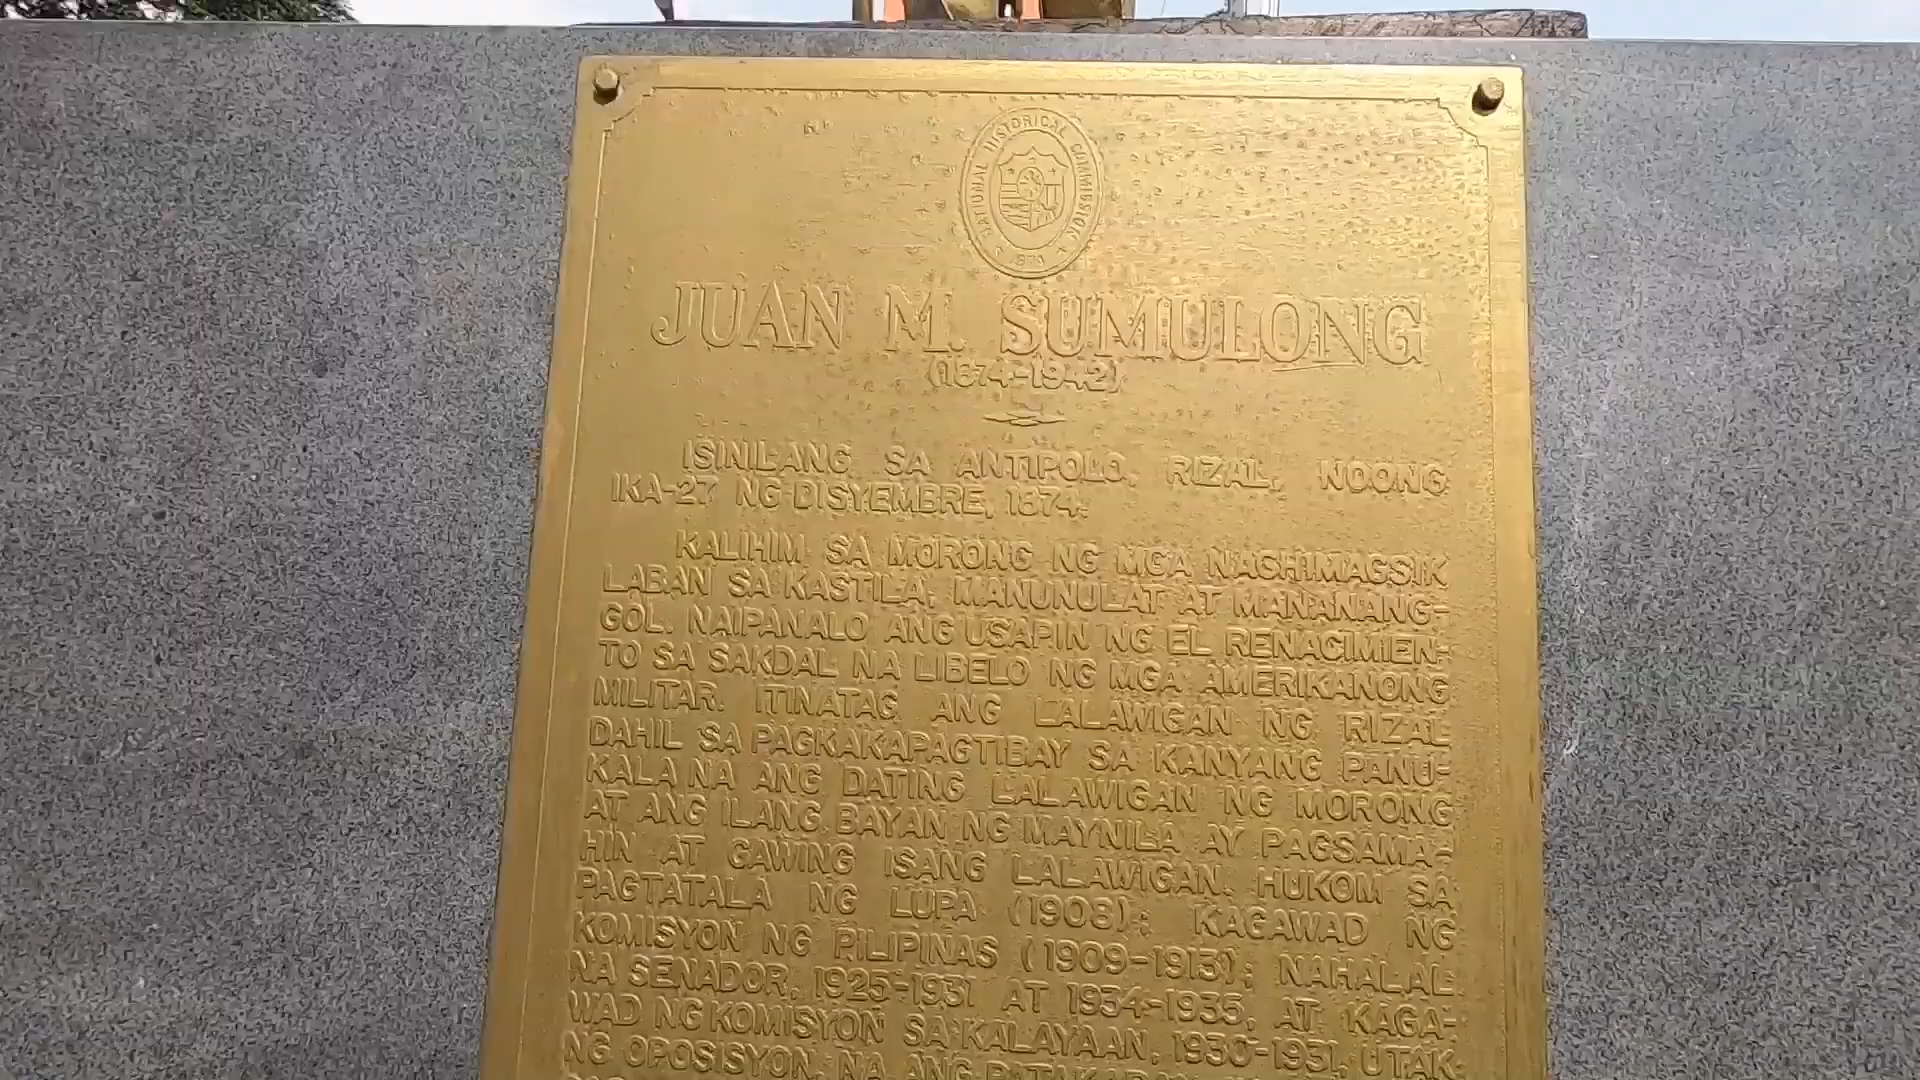 NATIONAL HISTORICAL COMMISSION
JUAN M. SUMULONG
(1874-1942)
ISINILANG SA ANTIPOLO, RIZAL, NOONG
IKA-27 NG DISYEMBRE, 1874.
KALIHIM SA MORONG NG MGA NAGHIMAGSIK
LABAN SA KASTILA, MANUNULAT AT MANANANG-
GOL. NAIPANALO ANG USAPIN NG EL RENACIMIEN-
TO SA SAKDAL NA LIBELO NG MGA AMERIKANONG
MILITAR. ITINATAG ANG LALAWIGAN NG RIZAL
DAHIL SA PAGKAKAPAGTIBAY SA KANYANG PANU-
KALA NA ANG DATING LALAWIGAN NG MORONG
AT ANG ILANG BAYAN NG MAYNILA AY PAGSAMA-
HIN AT GAWING ISANG LALAWIGAN. HUKOM SA
PAGTATALA NG LUPA (1908); KAGAWAD NG
KOMISYON NG PILIPINAS (1909-1913); NAHALAL
NA SENADOR, 1925-1931 AT 1934-1935, AT KAGA-
WAD NG KOMISYON SA KALAYAAN, 1930-1931, UTAK
NG OPOSISYON, NA ANG